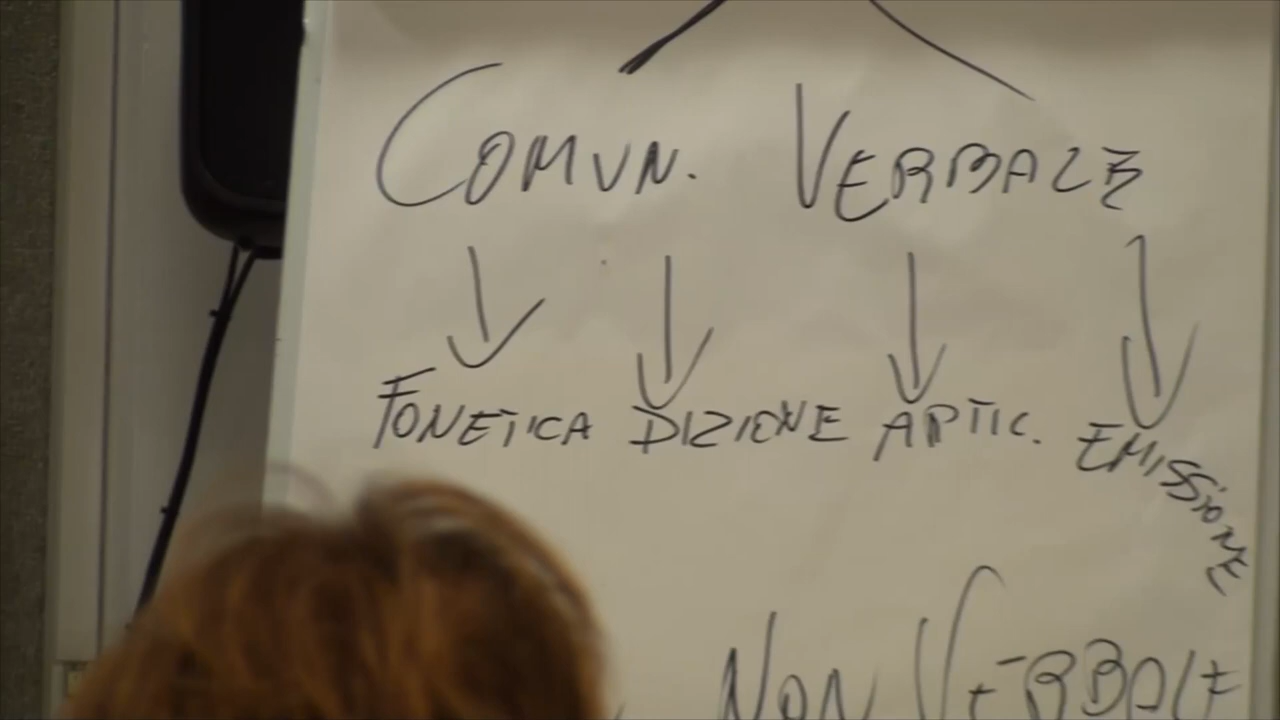 COMUN. VERBALE
FONETICA DIZIONE ARTIC. EMISSIONE
NON VERBALE